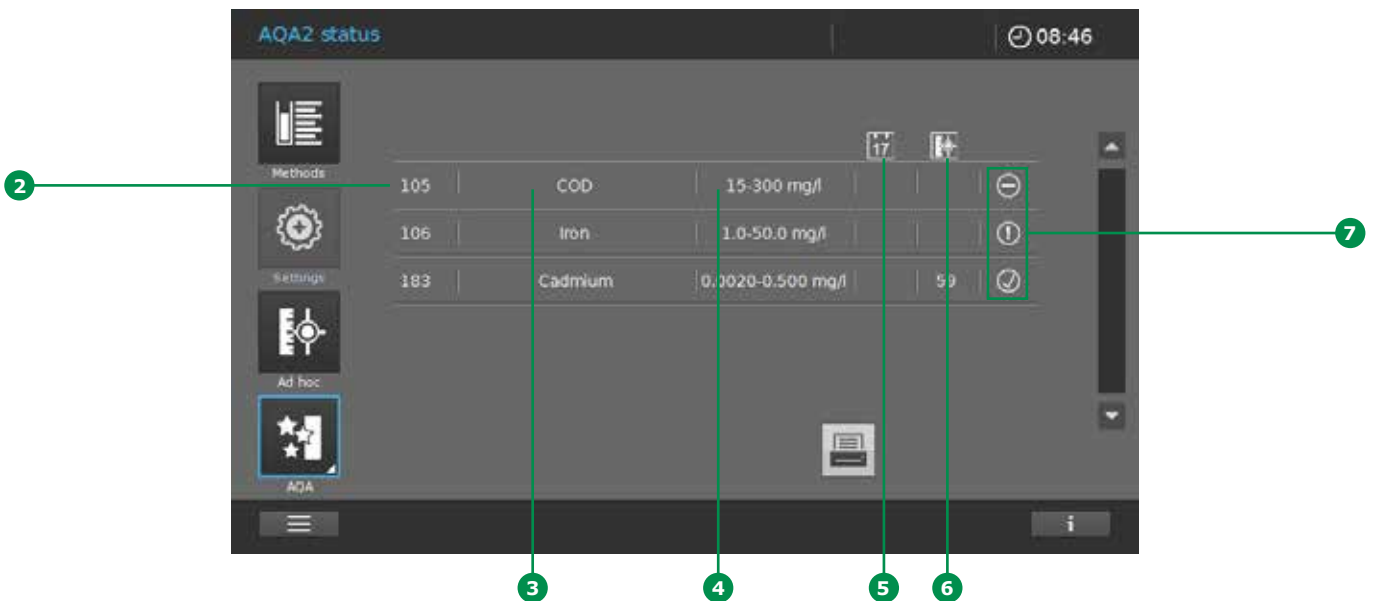 AQA2 status 08:46
17
Methods
2 105 COD 15-300 mg/l
106 Iron 1.0-50.0 mg/l 7
Settings
183 Cadmium 0.0020-0.500 mg/l 59
Ad hoc
AQA
i
3 4 5 6